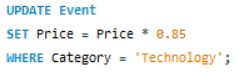 UPDATE Event
SET Price = Price * 0.85
WHERE Category = 'Technology';